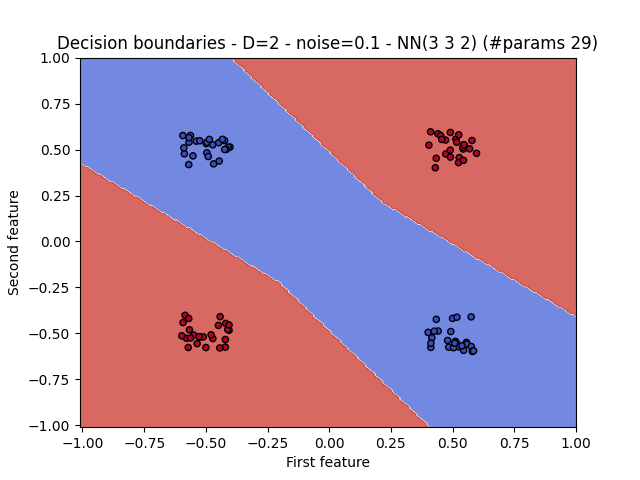 Decision boundaries - D=2 - noise=0.1 - NN(3 3 2) (#params 29)
1.00
0.75
0.50
0.25
0.00
−0.25
−0.50
−0.75
−1.00
Second feature
−1.00 −0.75 −0.50 −0.25 0.00 0.25 0.50 0.75 1.00
First feature